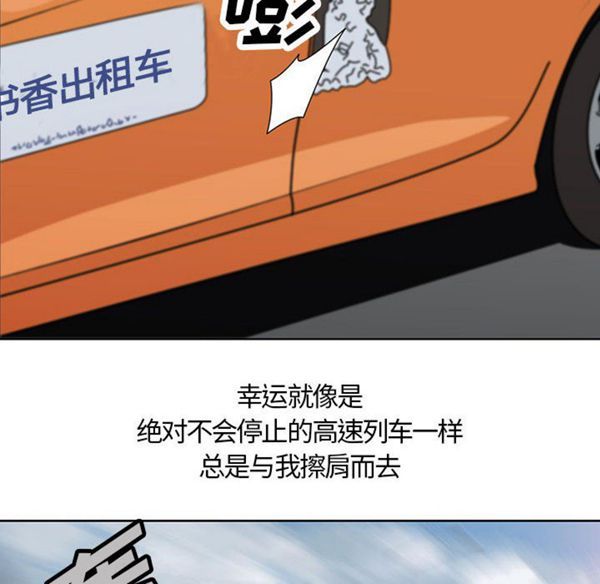 嘭
书香出租车
幸运就像是
绝对不会停止的高速列车一样
总是与我擦肩而去